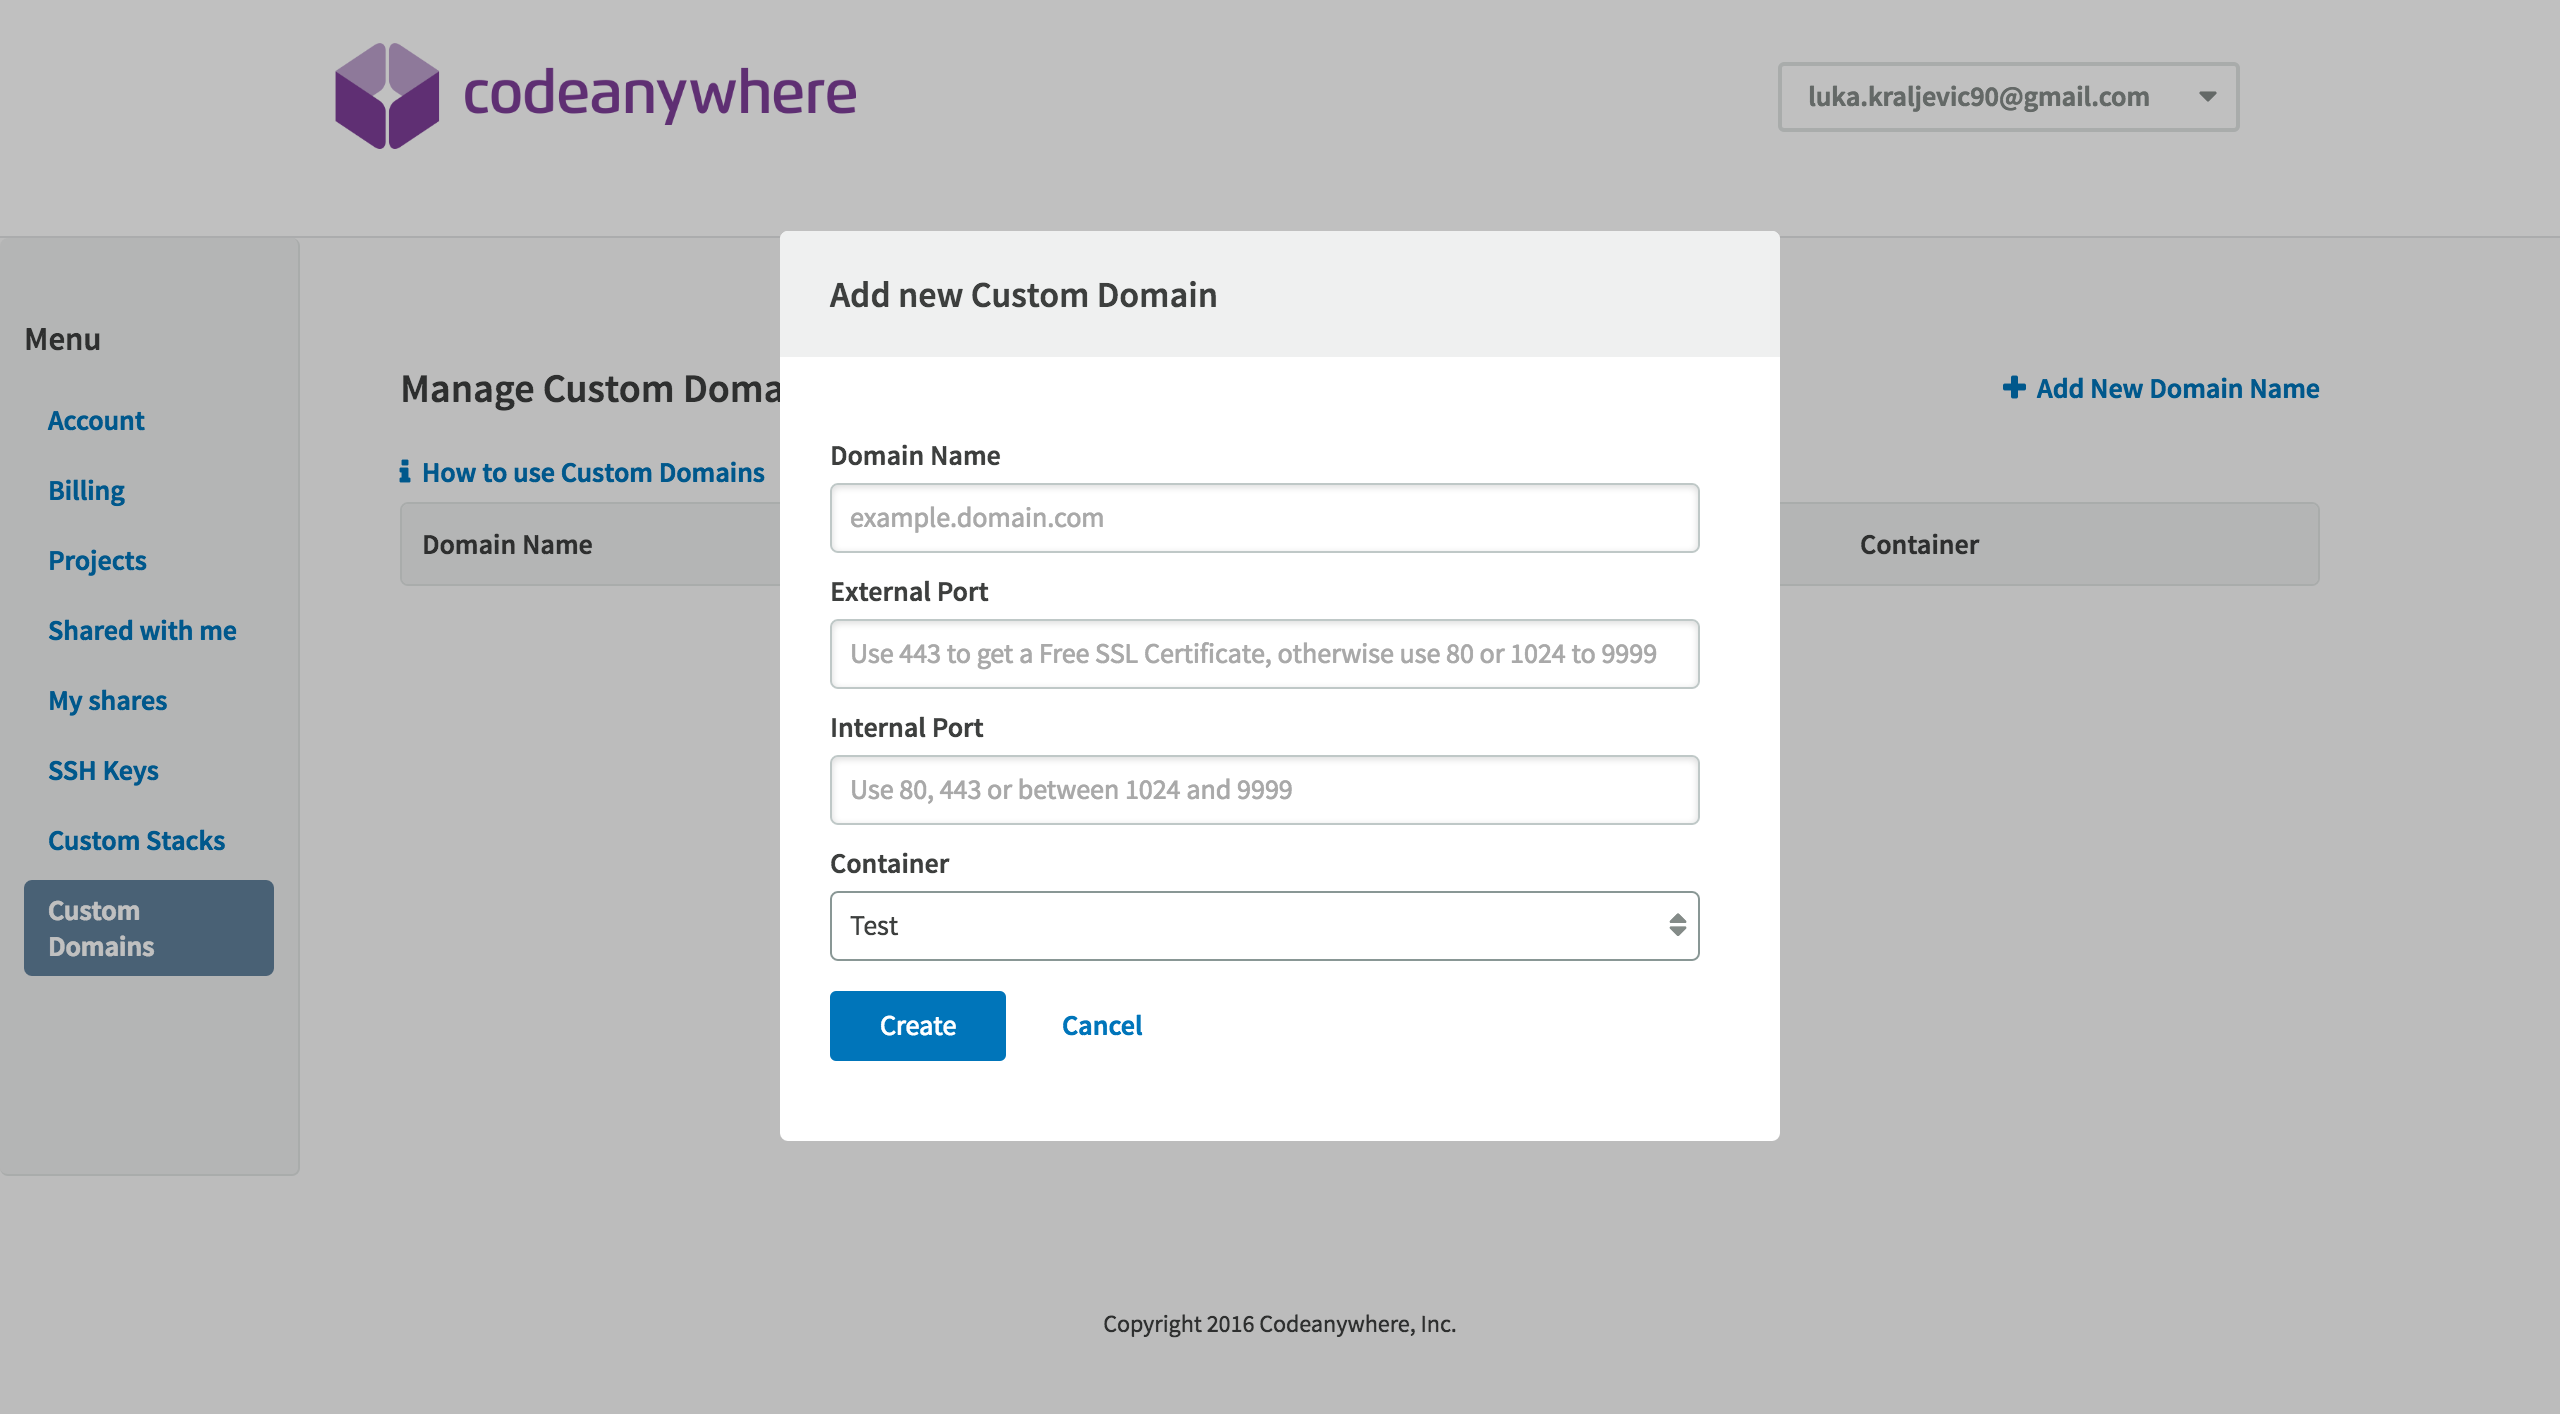 codeanywhere
luka.kraljevic90@gmail.com
Menu
Account
Billing
Projects
Shared with me
My shares
SSH Keys
Custom Stacks
Custom
Domains
Manage Custom Doma
Add New Domain Name
How to use Custom Domains
Domain Name
Container
Add new Custom Domain
Domain Name
example.domain.com
External Port
Use 443 to get a Free SSL Certificate, otherwise use 80 or 1024 to 9999
Internal Port
Use 80, 443 or between 1024 and 9999
Container
Test
Create Cancel
Copyright 2016 Codeanywhere, Inc.